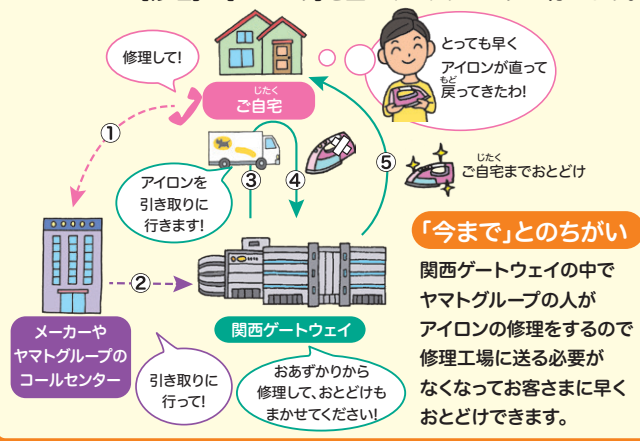 修理して!
とっても早く
アイロンが直って
もど
戻ってきたわ!
じたく
ご自宅
①
③
④
⑤
じたく
ご自宅までおとどけ
アイロンを
引き取りに
行きます!
②
「今まで」とのちがい
関西ゲートウェイの中で
ヤマトグループの人が
アイロンの修理をするので
修理工場に送る必要が
なくなってお客さまに早く
おとどけできます。
メーカーや
ヤマトグループの
コールセンター
関西ゲートウェイ
引き取りに
行って!
おあずかりから
修理して、おとどけも
まかせてください!